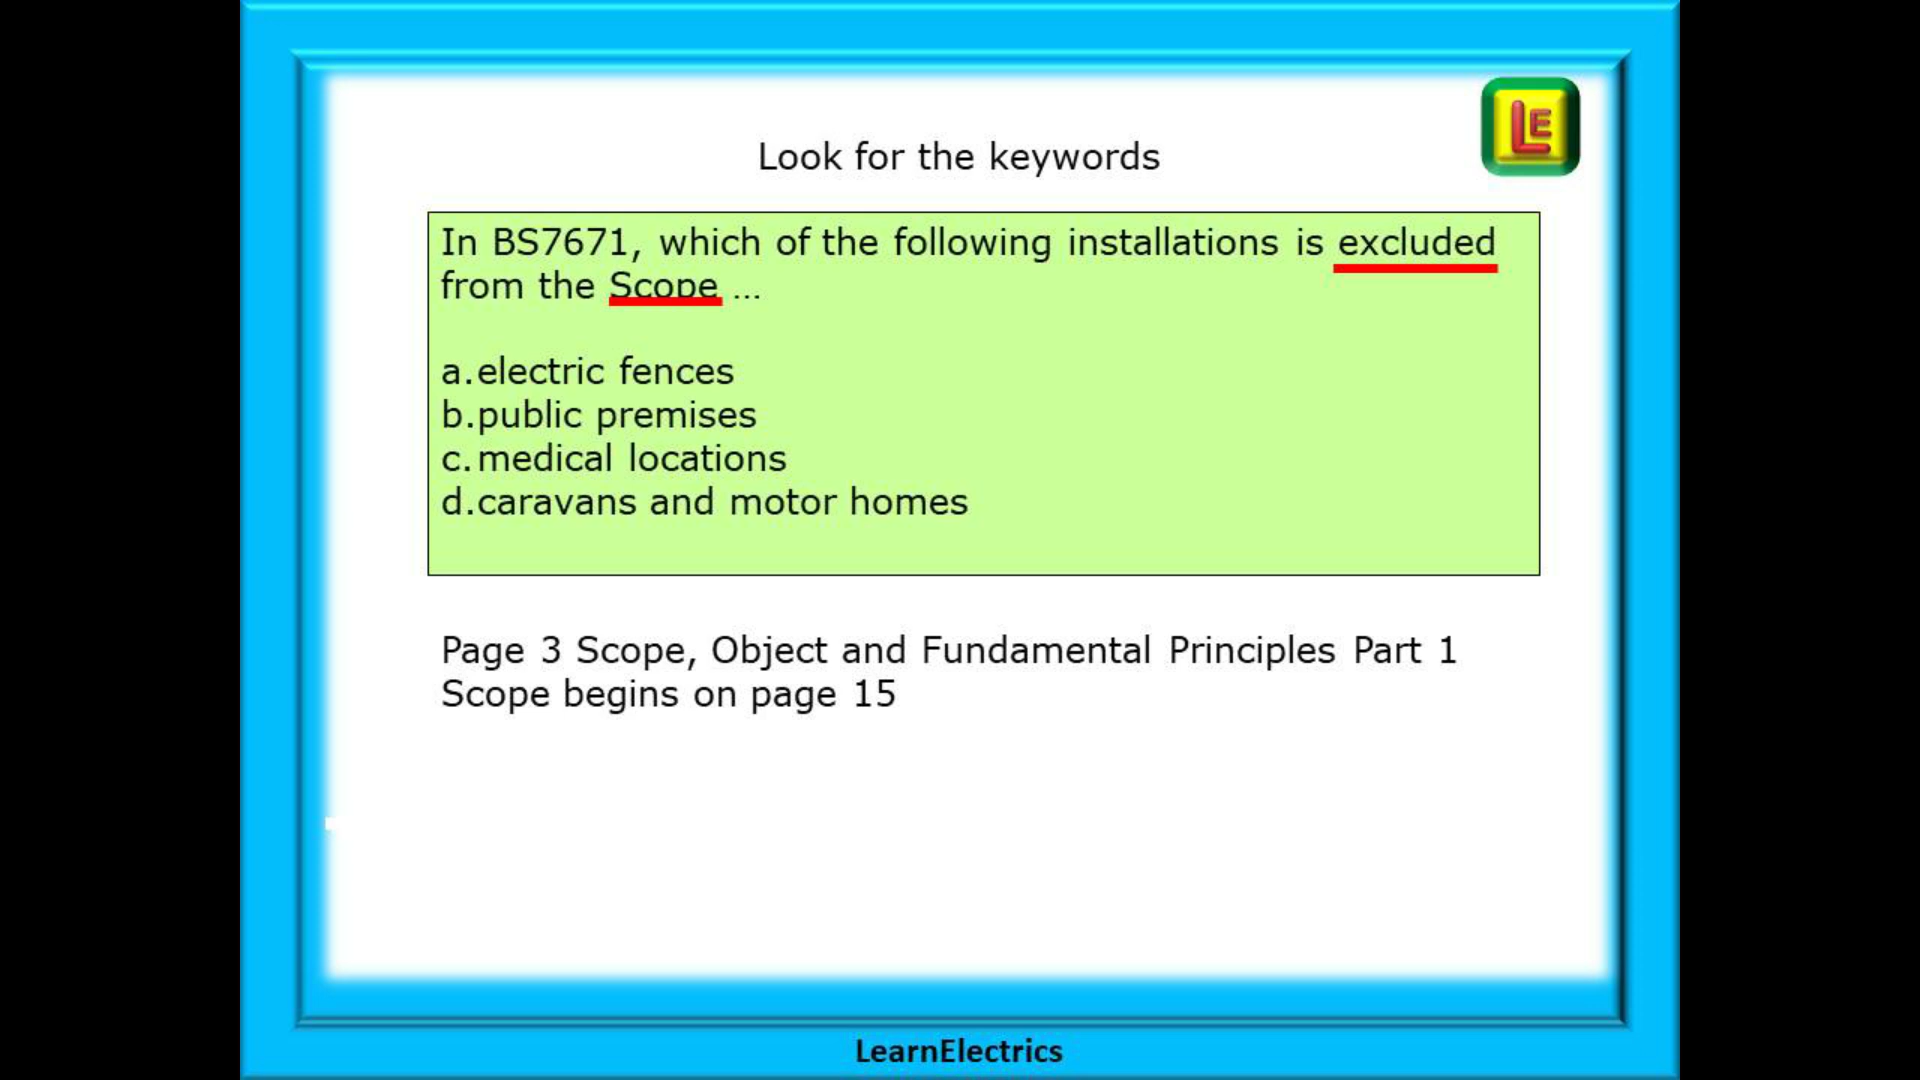 LE
Look for the keywords
In BS7671, which of the following installations is excluded
from the Scope ...
a.electric fences
b.public premises
c.medical locations
d.caravans and motor homes
Page 3 Scope, Object and Fundamental Principles Part 1
Scope begins on page 15
LearnElectrics